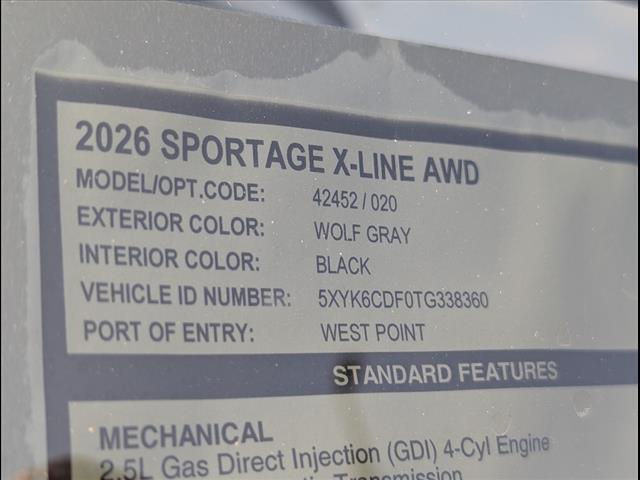 2026 SPORTAGE X-LINE AWD
MODEL/OPT.CODE: 42452 / 020
EXTERIOR COLOR: WOLF GRAY
INTERIOR COLOR: BLACK
VEHICLE ID NUMBER: 5XYK6CDF0TG338360
PORT OF ENTRY: WEST POINT
STANDARD FEATURES
MECHANICAL
2.5L Gas Direct Injection (GDI) 4-Cyl Engine
Transmission